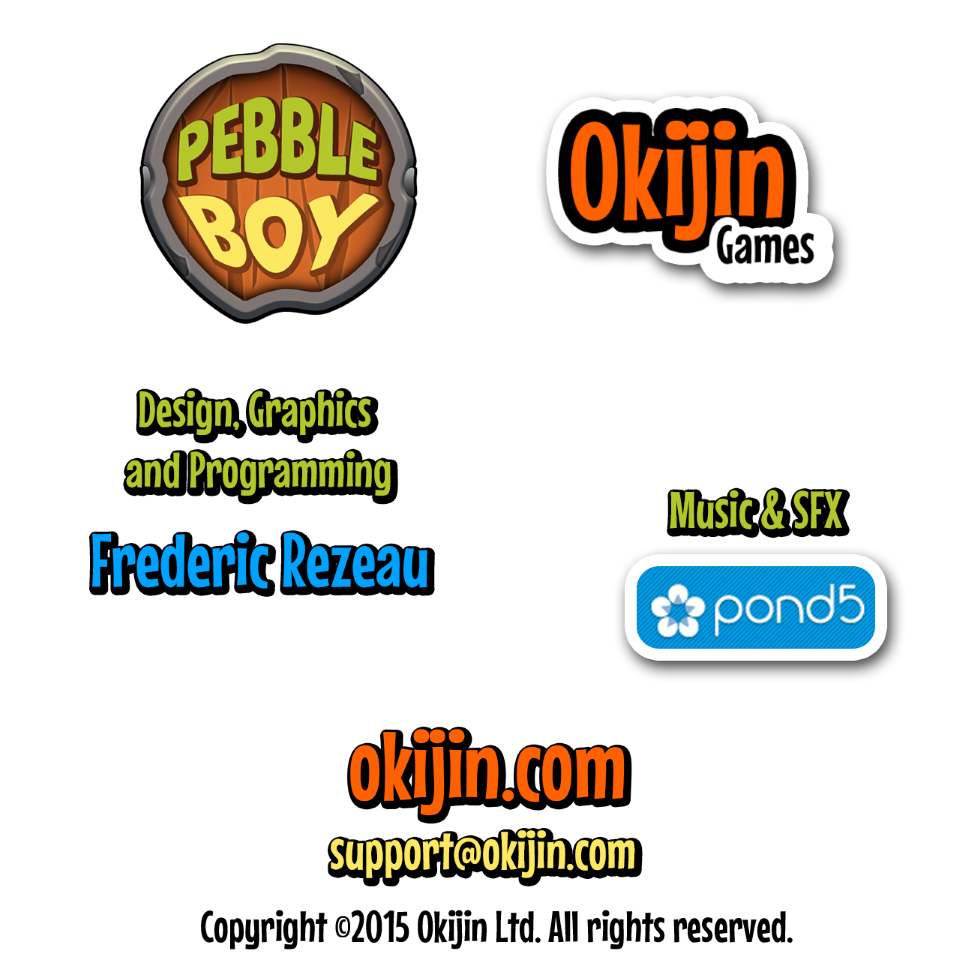 PEBBLE
BOY
Okijin
Games
Design, Graphics
and Programming
Frederic Rezeau
Music & SFX
pond5
okijin.com
support@okijin.com
Copyright ©2015 Okijin Ltd. All rights reserved.